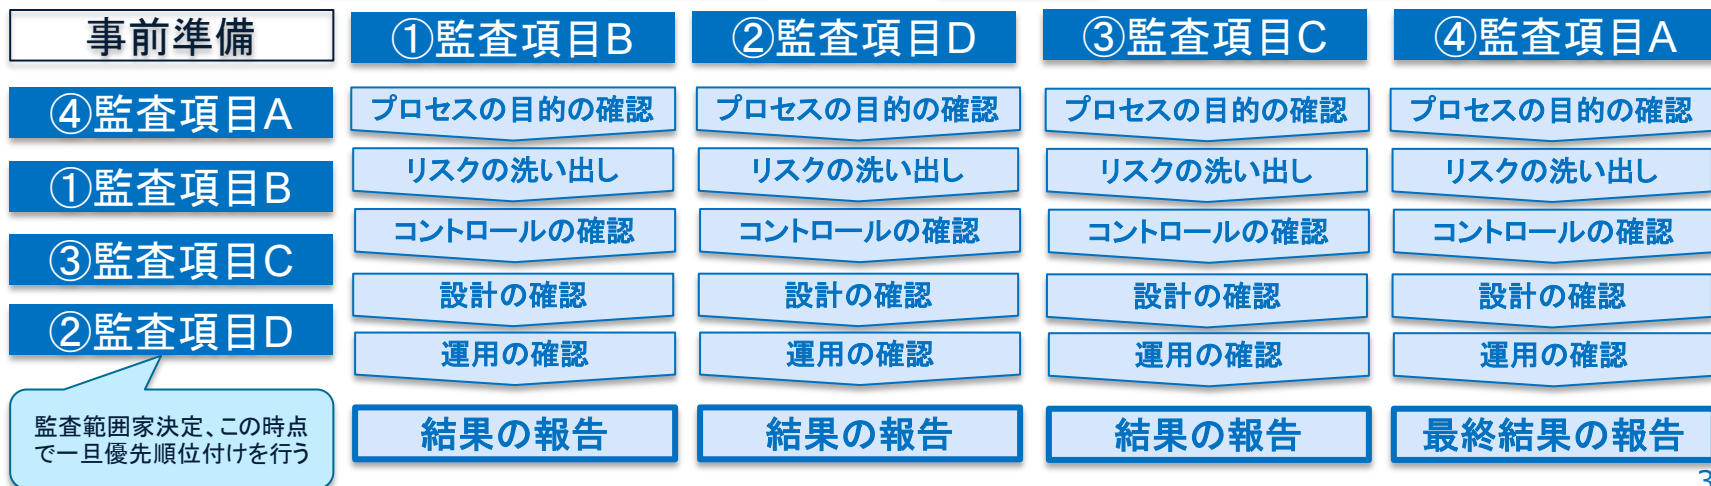 事前準備
④監査項目A
①監査項目B
③監査項目C
②監査項目D
監査範囲家決定、この時点
で一旦優先順位付けを行う
①監査項目B
プロセスの目的の確認
リスクの洗い出し
コントロールの確認
設計の確認
運用の確認
結果の報告
②監査項目D
プロセスの目的の確認
リスクの洗い出し
コントロールの確認
設計の確認
運用の確認
結果の報告
③監査項目C
プロセスの目的の確認
リスクの洗い出し
コントロールの確認
設計の確認
運用の確認
結果の報告
④監査項目A
プロセスの目的の確認
リスクの洗い出し
コントロールの確認
設計の確認
運用の確認
最終結果の報告